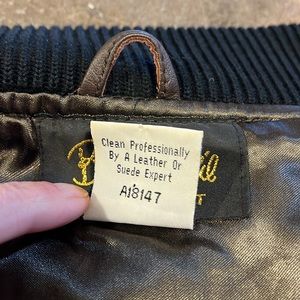 Clean Professionally
By A Leather Or
Suede Expert
A18147